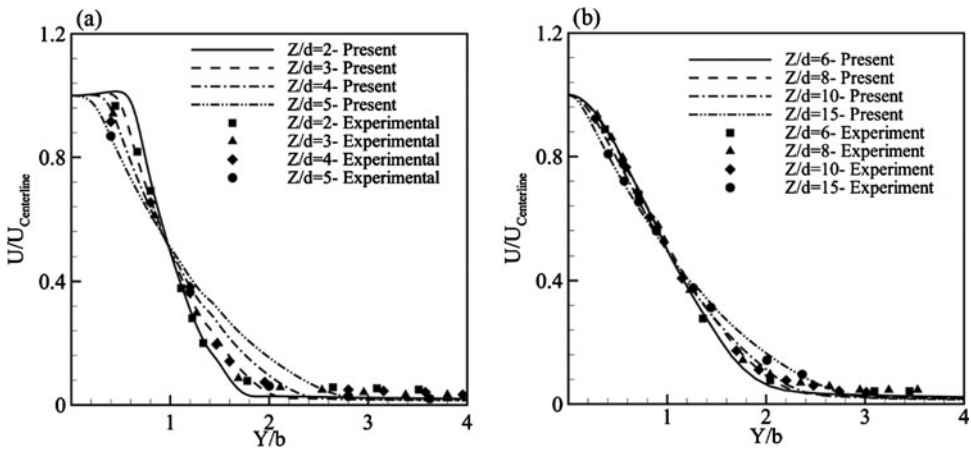 (a)
1.2
0.8
0.4
0
U/U_Centerline
Z/d=2- Present
Z/d=3- Present
Z/d=4- Present
Z/d=5- Present
Z/d=2- Experimental
Z/d=3- Experimental
Z/d=4- Experimental
Z/d=5- Experimental
1 2 3 4
Y/b
(b)
1.2
0.8
0.4
0
U/U_Centerline
Z/d=6- Present
Z/d=8- Present
Z/d=10- Present
Z/d=15- Present
Z/d=6- Experiment
Z/d=8- Experiment
Z/d=10- Experiment
Z/d=15- Experiment
1 2 3 4
Y/b